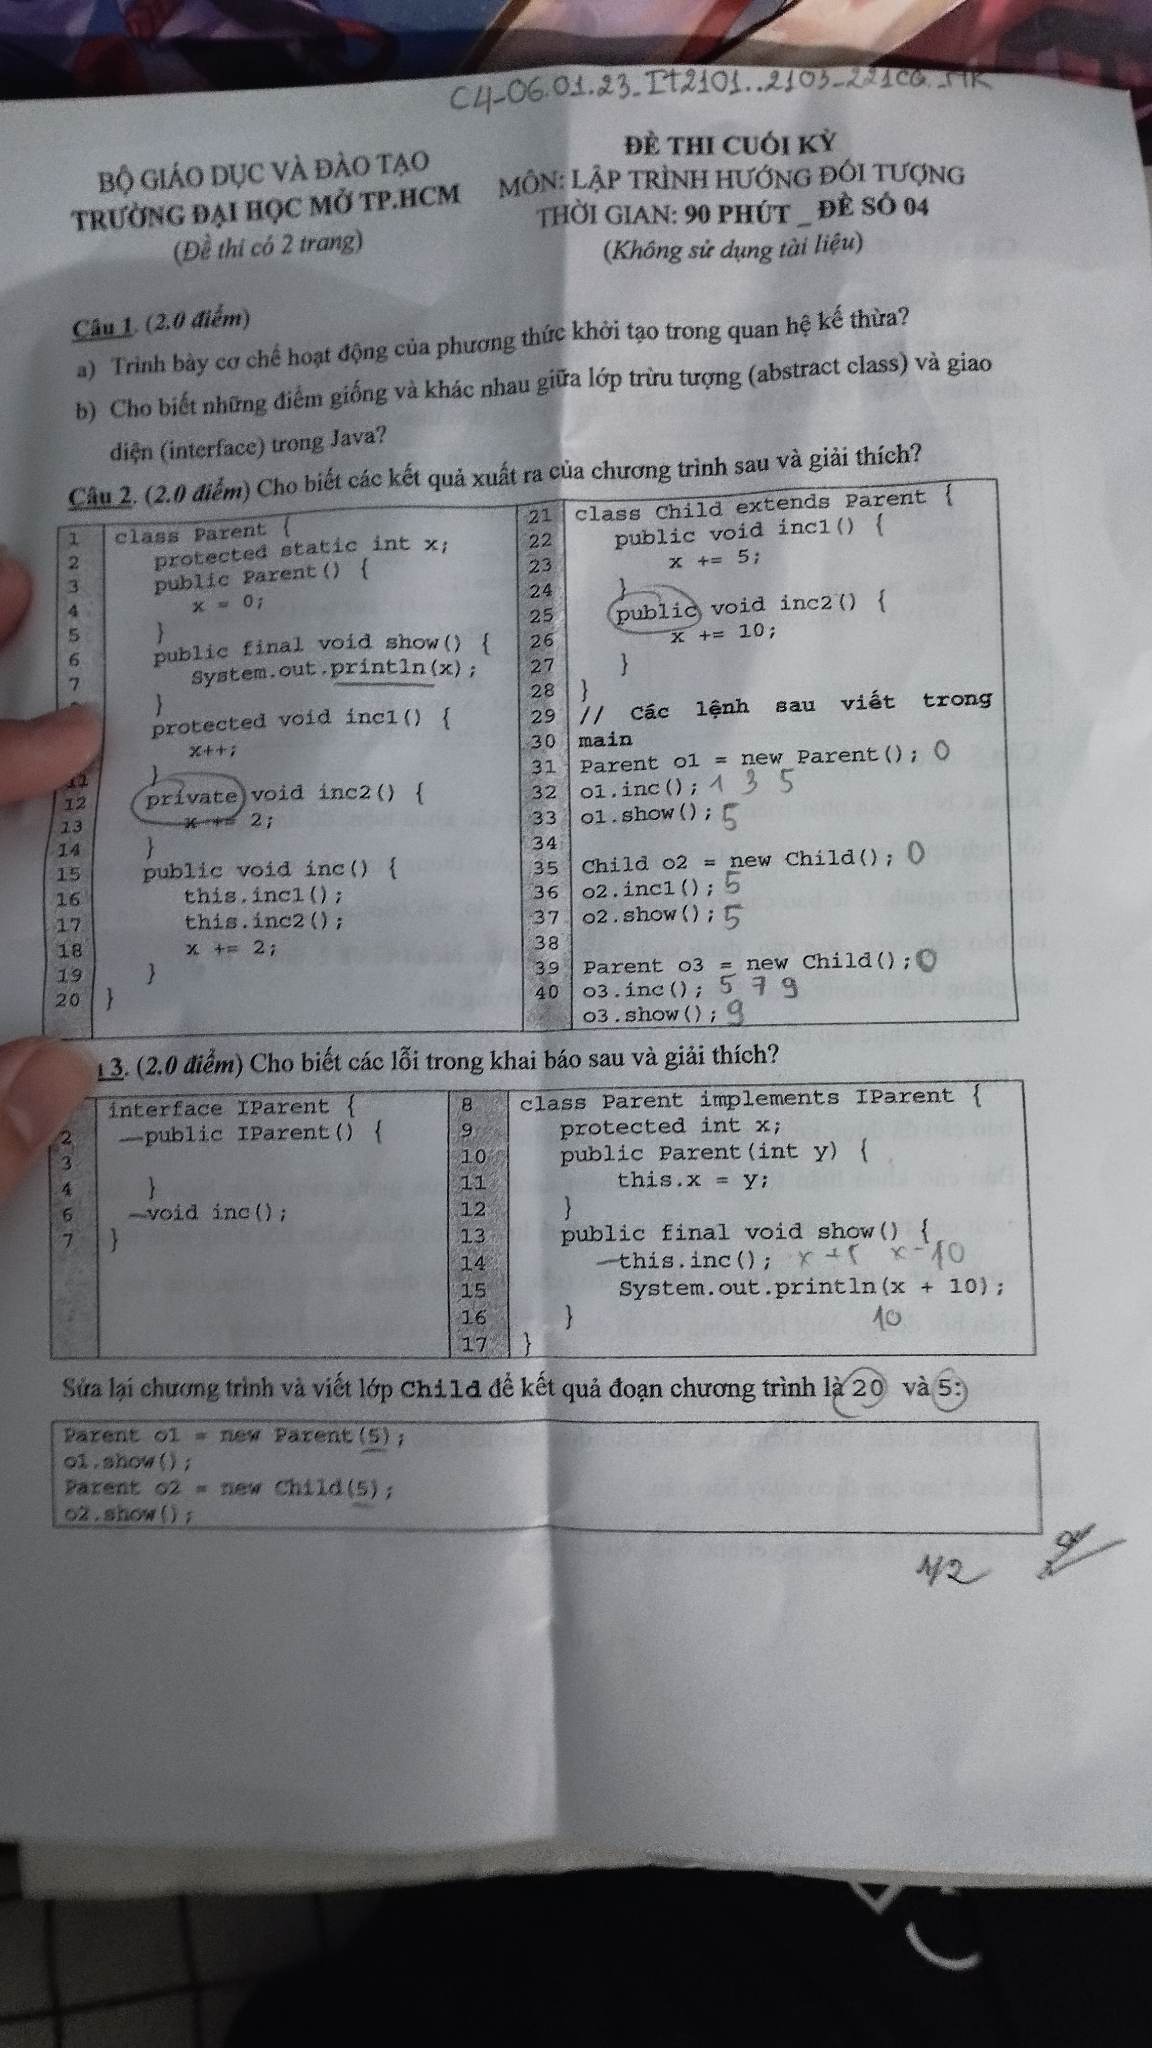 C4-06.01.23_IT2101..2103-221
BỘ GIÁO DỤC VÀ ĐÀO TẠO
TRƯỜNG ĐẠI HỌC MỞ TP.HCM
(Đề thi có 2 trang)
ĐỀ THI CUỐI KỲ
MÔN: LẬP TRÌNH HƯỚNG ĐỐI TƯỢNG
THỜI GIAN: 90 PHÚT _ ĐỀ SỐ 04
(Không sử dụng tài liệu)
Câu 1. (2.0 điểm)
a) Trình bày cơ chế hoạt động của phương thức khởi tạo trong quan hệ kế thừa?
b) Cho biết những điểm giống và khác nhau giữa lớp trừu tượng (abstract class) và giao
diện (interface) trong Java?
Câu 2. (2.0 điểm) Cho biết các kết quả xuất ra của chương trình sau và giải thích?
1 class Parent {
2 protected static int x;
3 public Parent() {
4 x = 0;
5 }
6 public final void show() {
7 System.out.println(x);
}
protected void inc1() {
x++;
11 }
12 private void inc2() {
13 x += 2;
14 }
15 public void inc() {
16 this.inc1();
17 this.inc2();
18 x += 2;
19 }
20 }
21 class Child extends Parent {
22 public void inc1() {
23 x += 5;
24 }
25 public void inc2() {
26 x += 10;
27 }
28 }
29 // Các lệnh sau viết trong
30 main
31 Parent o1 = new Parent(); 0
32 o1.inc(); 1 3 5
33 o1.show(); 5
34
35 Child o2 = new Child(); 0
36 o2.inc1(); 5
37 o2.show(); 5
38
39 Parent o3 = new Child(); 0
40 o3.inc(); 5 7 9
o3.show(); 9
3. (2.0 điểm) Cho biết các lỗi trong khai báo sau và giải thích?
interface IParent {
2 public IParent() {
3
4 }
6 void inc();
7 }
8 class Parent implements IParent {
9 protected int x;
10 public Parent(int y) {
11 this.x = y;
12 }
13 public final void show() {
14 this.inc(); x - 10
15 System.out.println(x + 10);
16 } 10
17 }
Sửa lại chương trình và viết lớp Child để kết quả đoạn chương trình là 20 và 5:
Parent o1 = new Parent(5);
o1.show();
Parent o2 = new Child(5);
o2.show();